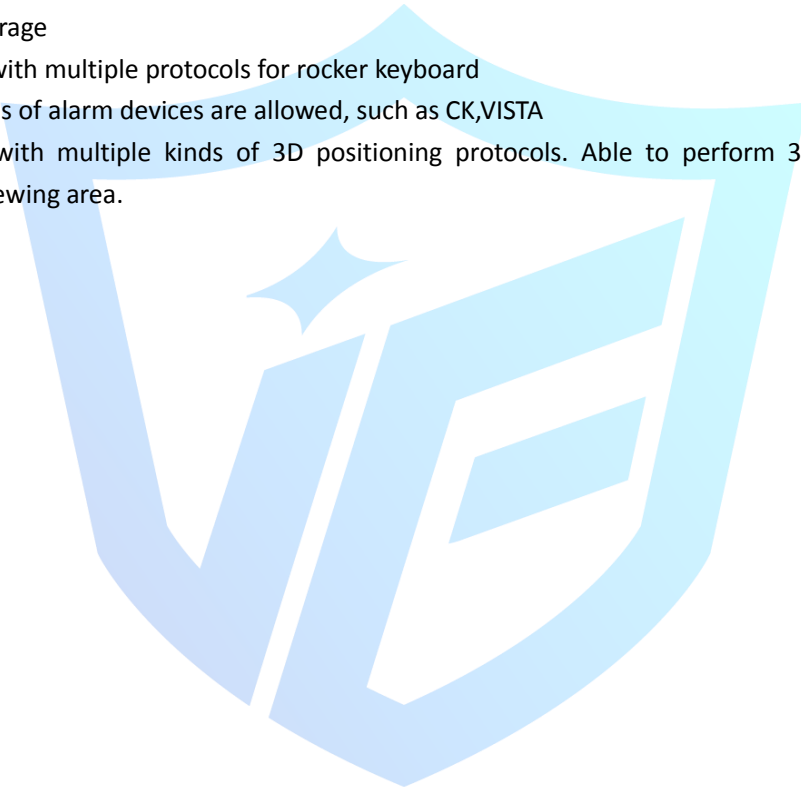 rage
with multiple protocols for rocker keyboard
s of alarm devices are allowed, such as CK,VISTA
with multiple kinds of 3D positioning protocols. Able to perform 3
ewing area.